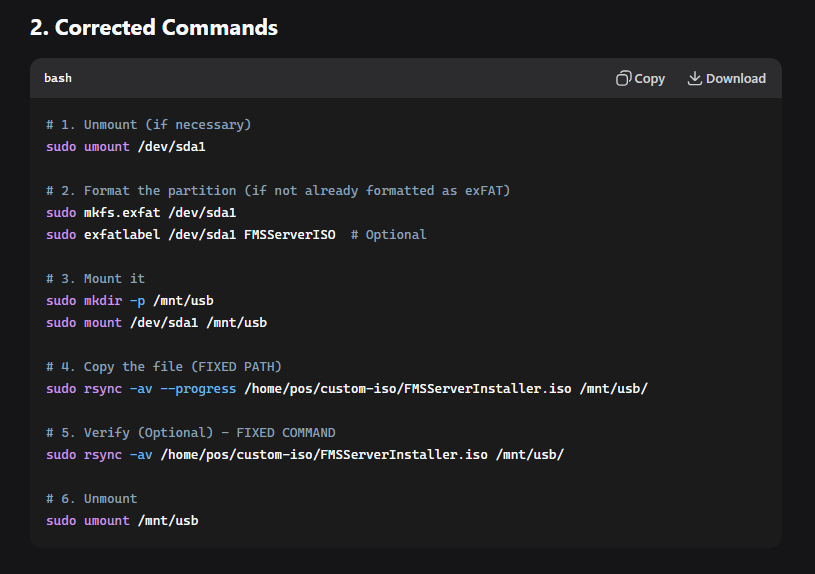 2. Corrected Commands
bash
Copy
Download
# 1. Unmount (if necessary)
sudo umount /dev/sda1
# 2. Format the partition (if not already formatted as exFAT)
sudo mkfs.exfat /dev/sda1
sudo exfatlabel /dev/sda1 FMSServerISO  # Optional
# 3. Mount it
sudo mkdir -p /mnt/usb
sudo mount /dev/sda1 /mnt/usb
# 4. Copy the file (FIXED PATH)
sudo rsync -av --progress /home/pos/custom-iso/FMSServerInstaller.iso /mnt/usb/
# 5. Verify (Optional) - FIXED COMMAND
sudo rsync -av /home/pos/custom-iso/FMSServerInstaller.iso /mnt/usb/
# 6. Unmount
sudo umount /mnt/usb